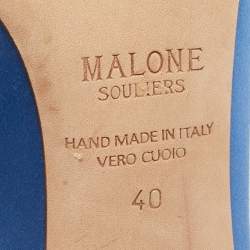 MALONE
SOULIERS
HAND MADE IN ITALY
VERO CUOIO
40